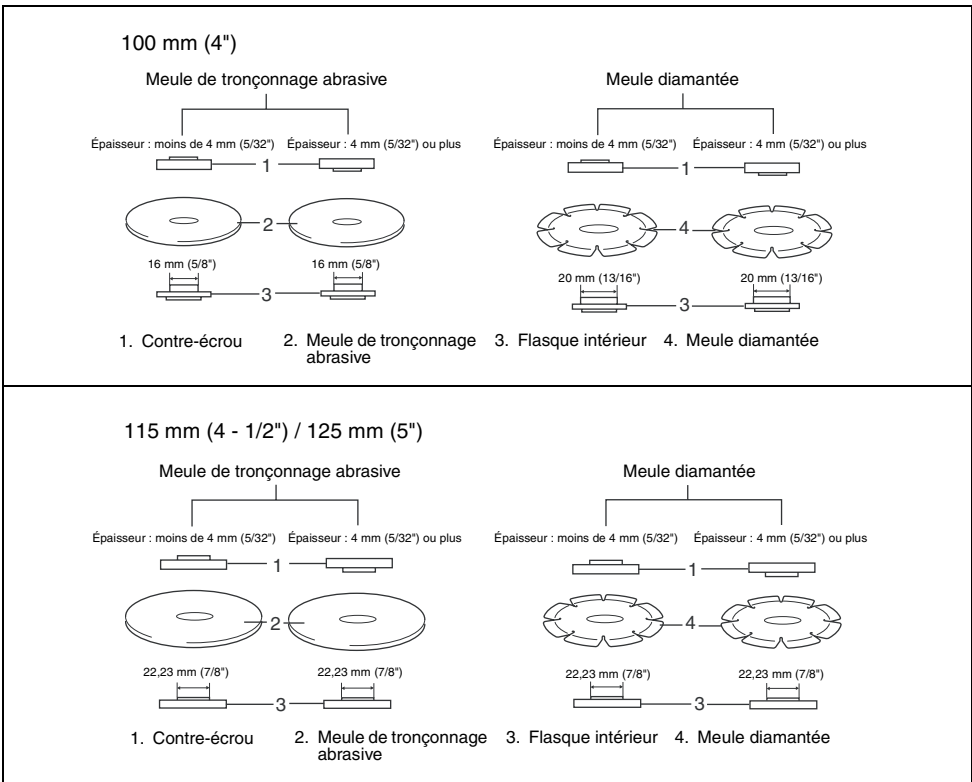 100 mm (4")
Meule de tronçonnage abrasive
Meule diamantée
Épaisseur : moins de 4 mm (5/32")
Épaisseur : 4 mm (5/32") ou plus
Épaisseur : moins de 4 mm (5/32")
Épaisseur : 4 mm (5/32") ou plus
1
1
2
4
16 mm (5/8")
16 mm (5/8")
20 mm (13/16")
20 mm (13/16")
3
3
1. Contre-écrou
2. Meule de tronçonnage
abrasive
3. Flasque intérieur
4. Meule diamantée
115 mm (4 - 1/2") / 125 mm (5")
Meule de tronçonnage abrasive
Meule diamantée
Épaisseur : moins de 4 mm (5/32")
Épaisseur : 4 mm (5/32") ou plus
Épaisseur : moins de 4 mm (5/32")
Épaisseur : 4 mm (5/32") ou plus
1
1
2
4
22,23 mm (7/8")
22,23 mm (7/8")
22,23 mm (7/8")
22,23 mm (7/8")
3
3
1. Contre-écrou
2. Meule de tronçonnage
abrasive
3. Flasque intérieur
4. Meule diamantée